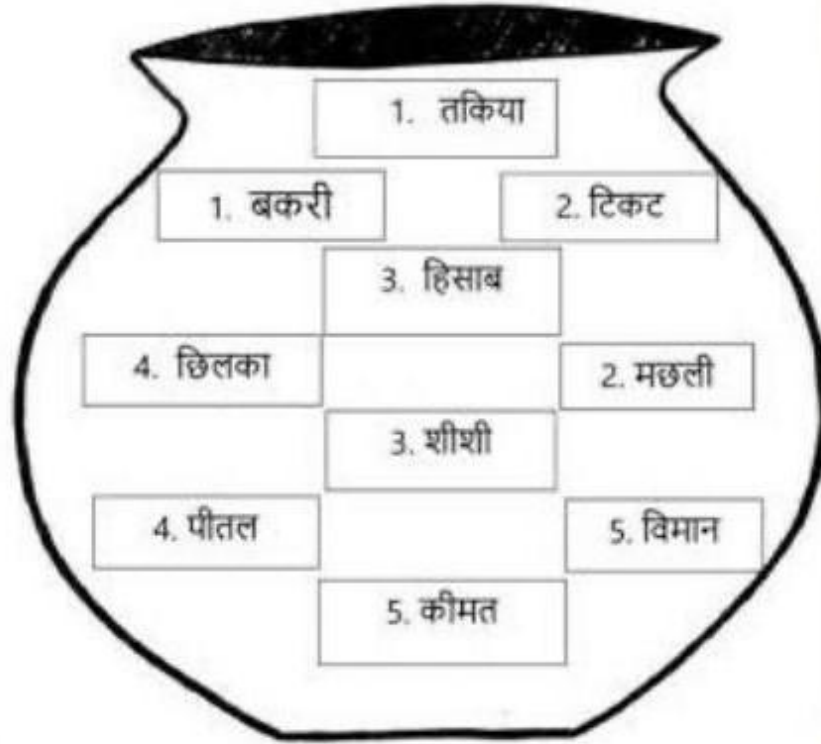 1. तकिया
1. बकरी
2. टिकट
3. हिसाब
4. छिलका
2. मछली
3. शीशी
4. पीतल
5. विमान
5. कीमत